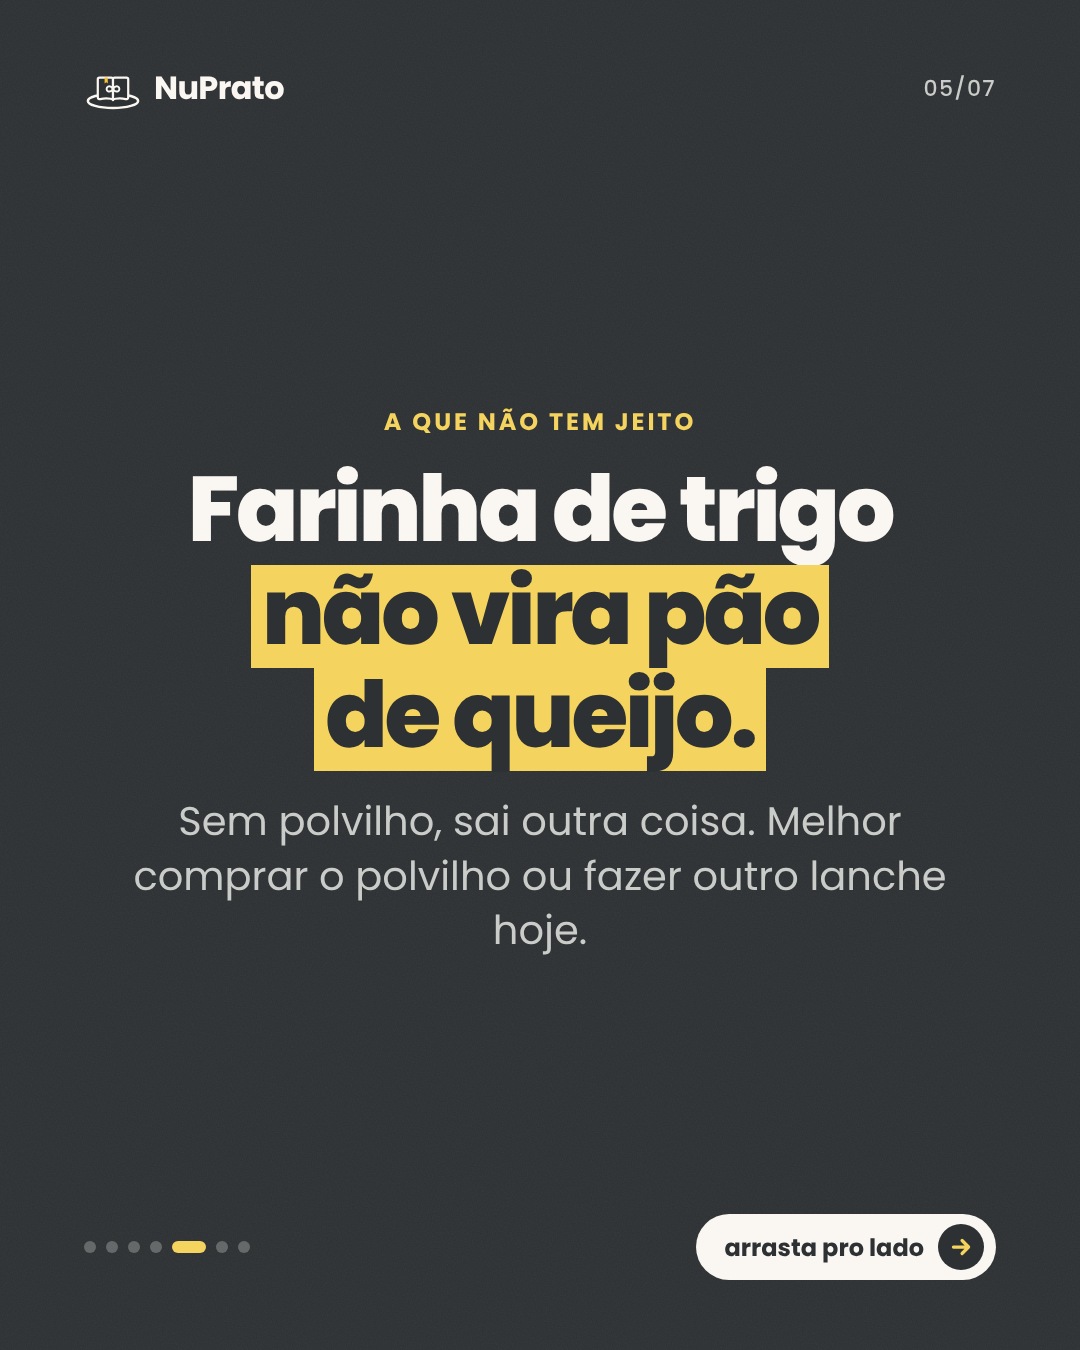 NuPrato
05/07
A QUE NÃO TEM JEITO
Farinha de trigo
não vira pão
de queijo.
Sem polvilho, sai outra coisa. Melhor
comprar o polvilho ou fazer outro lanche
hoje.
arrasta pro lado